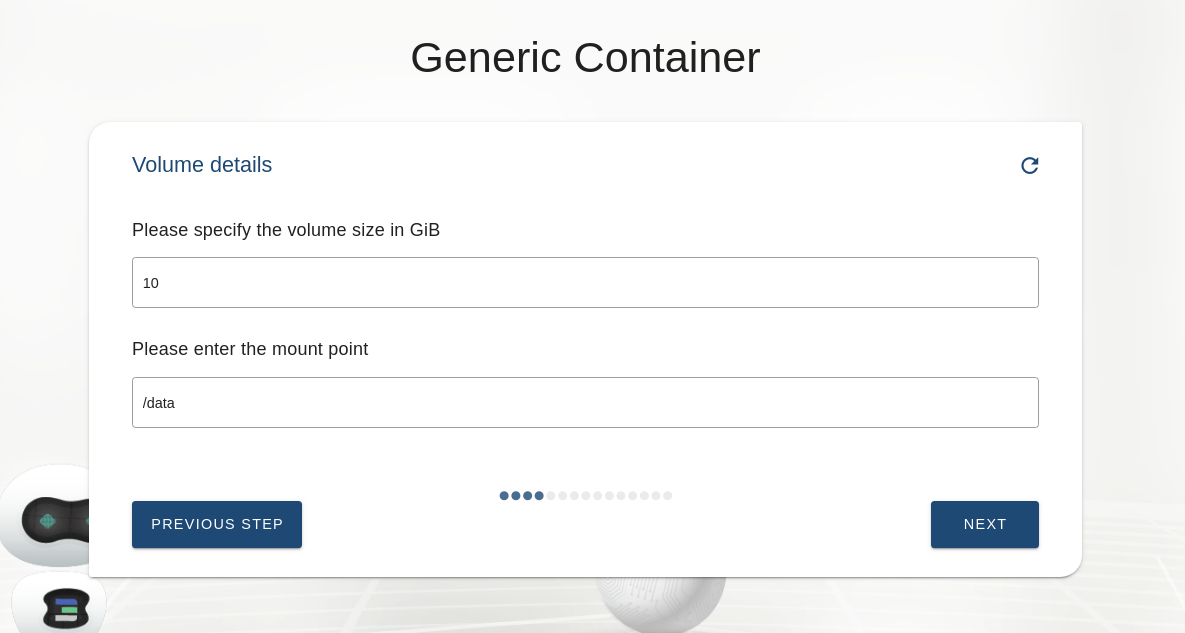 Generic Container
Volume details
Please specify the volume size in GiB
10
Please enter the mount point
/data
PREVIOUS STEP
NEXT